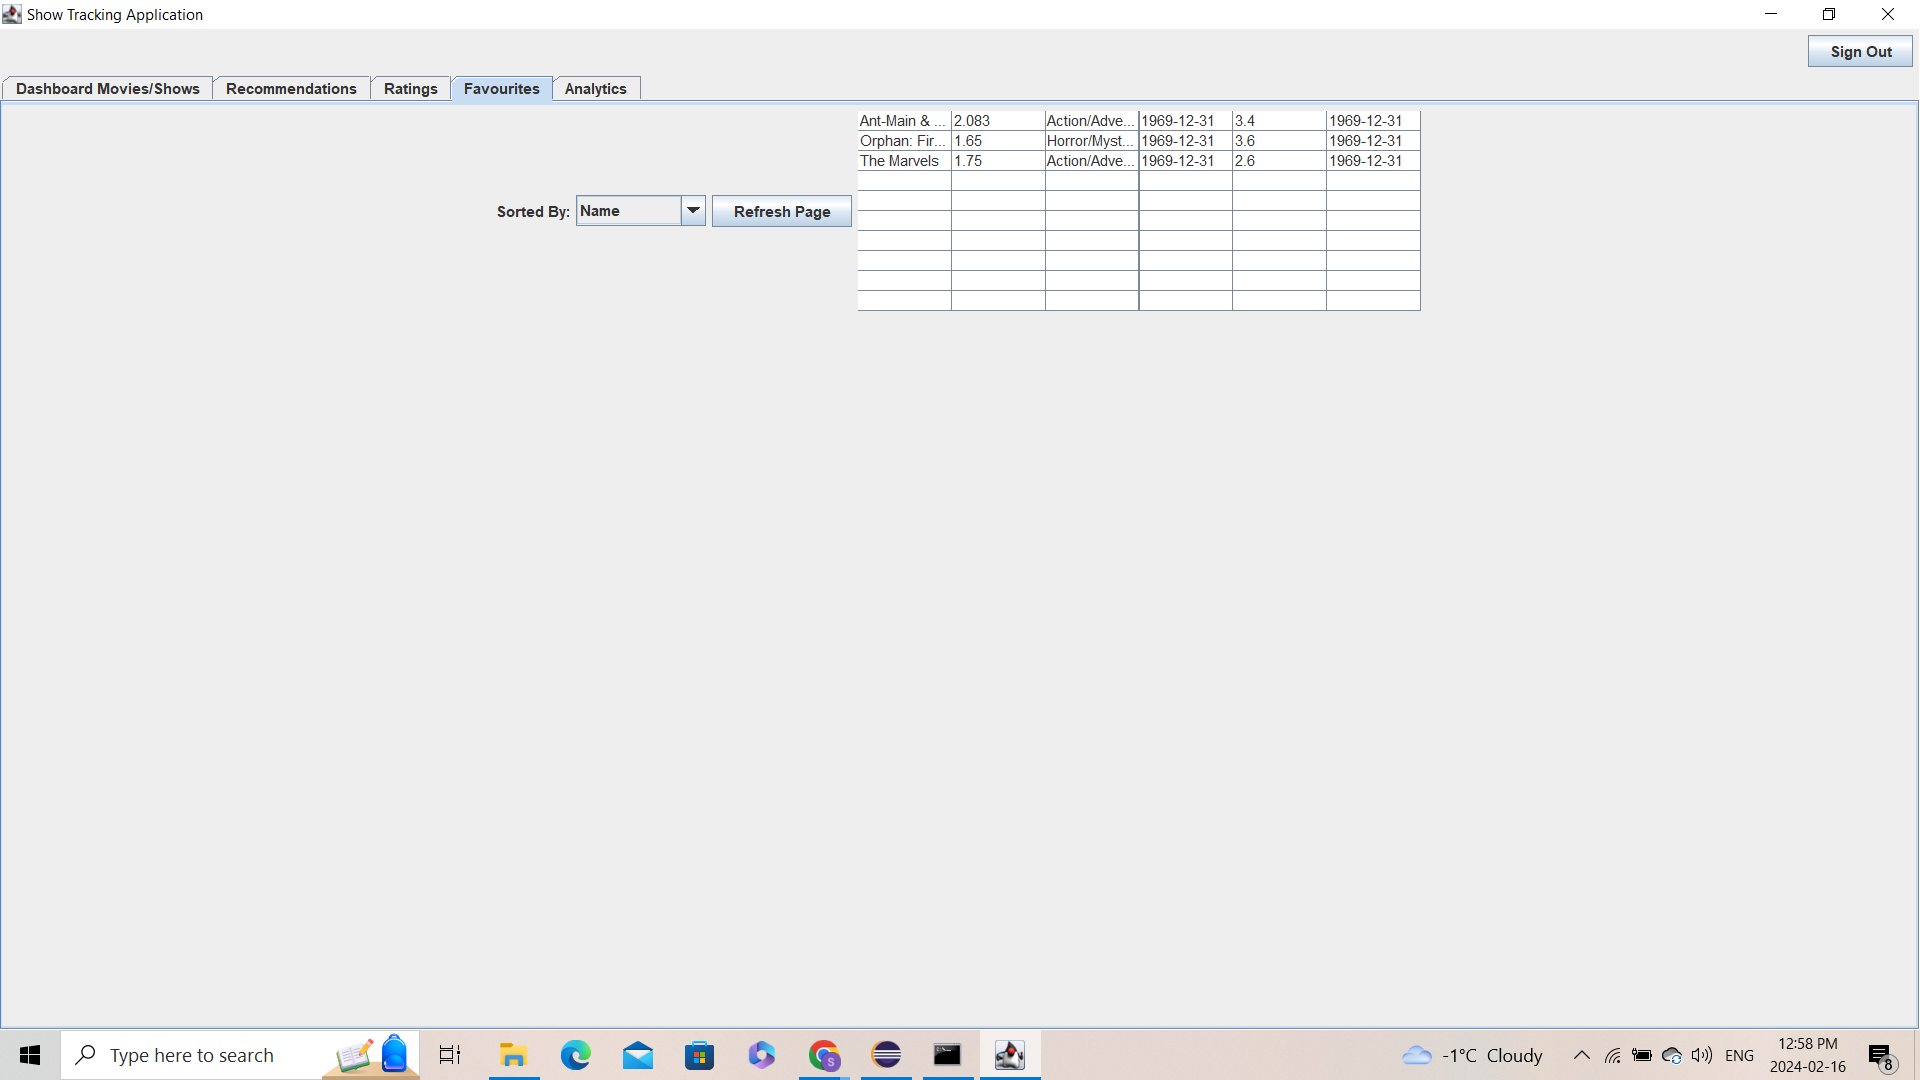 Show Tracking Application
Sign Out
Dashboard Movies/Shows Recommendations Ratings Favourites Analytics
Ant-Main & ... 2.083 Action/Adve... 1969-12-31 3.4 1969-12-31
Orphan: Fir... 1.65 Horror/Myst... 1969-12-31 3.6 1969-12-31
The Marvels 1.75 Action/Adve... 1969-12-31 2.6 1969-12-31
Sorted By: Name Refresh Page
Type here to search
S
-1°C Cloudy
ENG
12:58 PM
2024-02-16
8